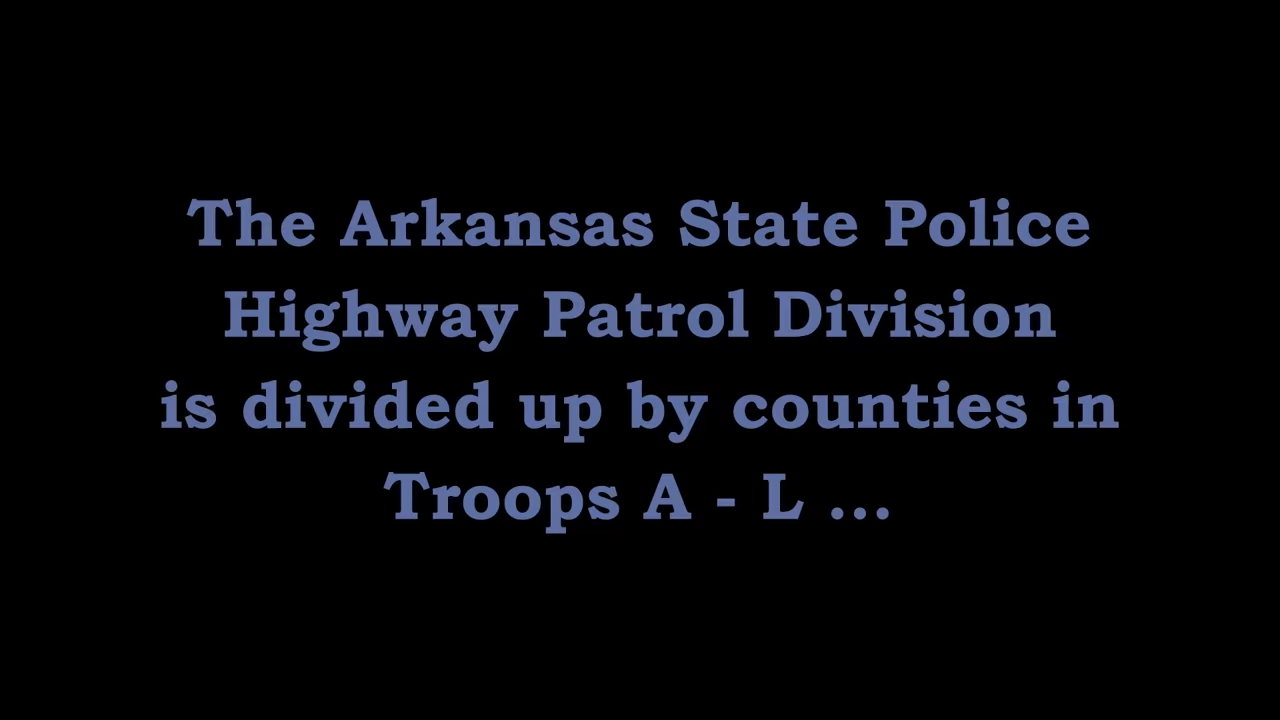 The Arkansas State Police
Highway Patrol Division
is divided up by counties in
Troops A - L ...